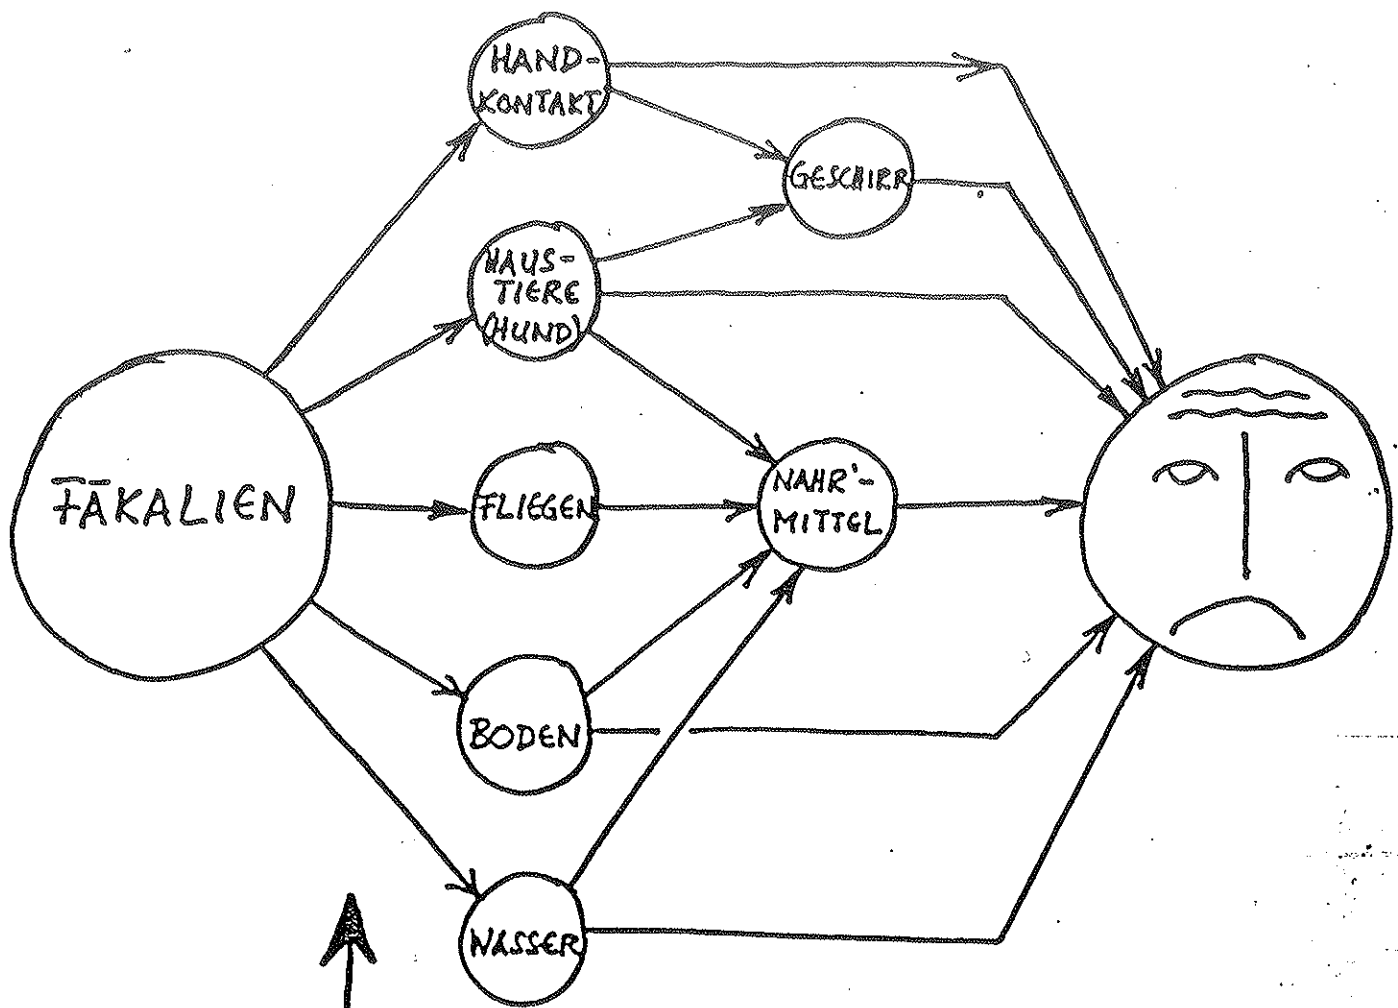 HAND-
KONTAKT
GESCHIRR
HAUS-
TIERE
(HUND)
FÄKALIEN
FLIEGEN
NAHR'-
MITTEL
BODEN
WASSER